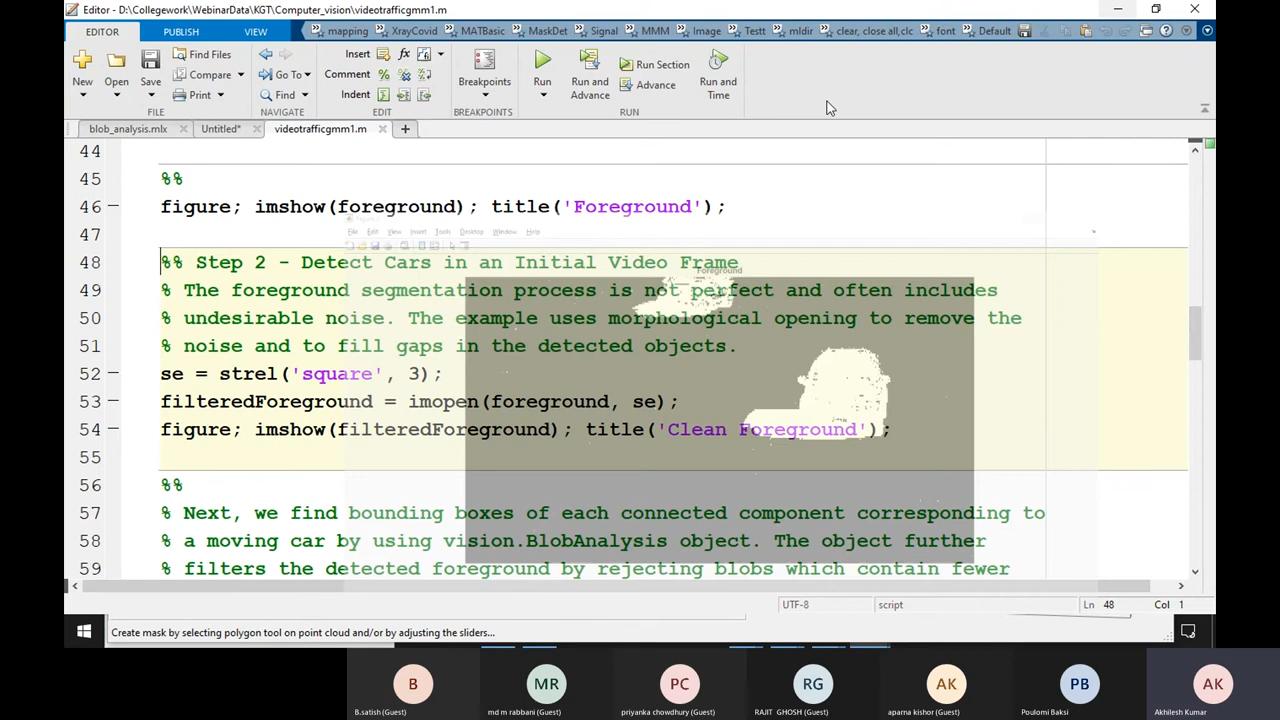 Editor - D:\Collegework\WebinarData\KGT\Computer_vision\videotrafficgmm1.m
EDITOR PUBLISH VIEW mapping XrayCovid MATBasic MaskDet Signal MMM Image Testt mldir clear, close all,clc font Default
New Open Save Find Files Compare Print
Go To Find
Insert Comment Indent
Breakpoints
Run Run and Advance Run Section Advance Run and Time
FILE NAVIGATE EDIT BREAKPOINTS RUN
blob_analysis.mlx Untitled* videotrafficgmm1.m
44
45 %%
46 figure; imshow(foreground); title('Foreground');
47
File Edit View Insert Tools Desktop Window Help
48 %% Step 2 - Detect Cars in an Initial Video Frame
Foreground
49 % The foreground segmentation process is not perfect and often includes
50 % undesirable noise. The example uses morphological opening to remove the
51 % noise and to fill gaps in the detected objects.
52 se = strel('square', 3);
53 filteredForeground = imopen(foreground, se);
54 figure; imshow(filteredForeground); title('Clean Foreground');
55
56 %%
57 % Next, we find bounding boxes of each connected component corresponding to
58 % a moving car by using vision.BlobAnalysis object. The object further
59 % filters the detected foreground by rejecting blobs which contain fewer
UTF-8 script Ln 48 Col 1
Create mask by selecting polygon tool on point cloud and/or by adjusting the sliders...
B MR PC RG AK PB AK
B.satish (Guest) md m rabbani (Guest) priyanka chowdhury (Guest) RAJIT GHOSH (Guest) aparna kishor (Guest) Poulomi Baksi Akhilesh Kumar